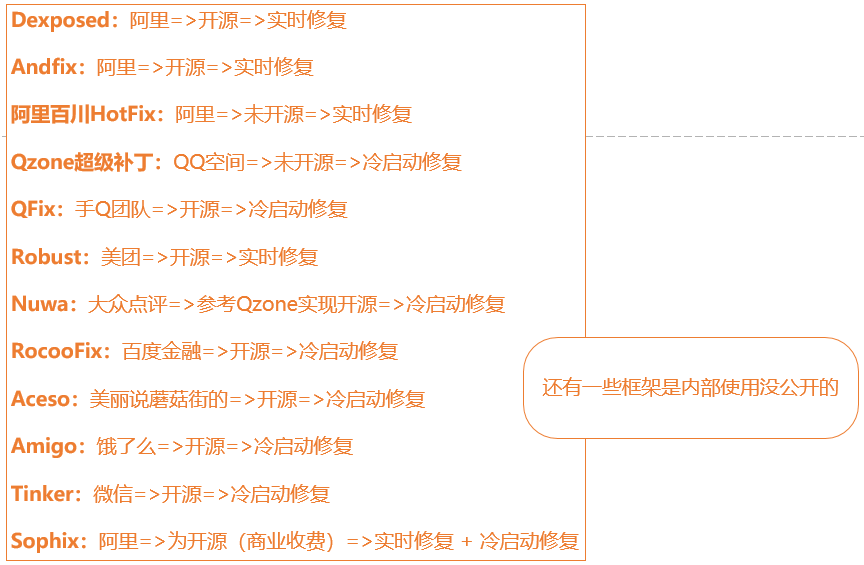 Dexposed：阿里=>开源=>实时修复
Andfix：阿里=>开源=>实时修复
阿里百川HotFix：阿里=>未开源=>实时修复
Qzone超级补丁：QQ空间=>未开源=>冷启动修复
QFix：手Q团队=>开源=>冷启动修复
Robust：美团=>开源=>实时修复
Nuwa：大众点评=>参考Qzone实现开源=>冷启动修复
RocooFix：百度金融=>开源=>冷启动修复
Aceso：美丽说蘑菇街的=>开源=>冷启动修复
Amigo：饿了么=>开源=>冷启动修复
Tinker：微信=>开源=>冷启动修复
Sophix：阿里=>为开源（商业收费）=>实时修复 + 冷启动修复
还有一些框架是内部使用没公开的